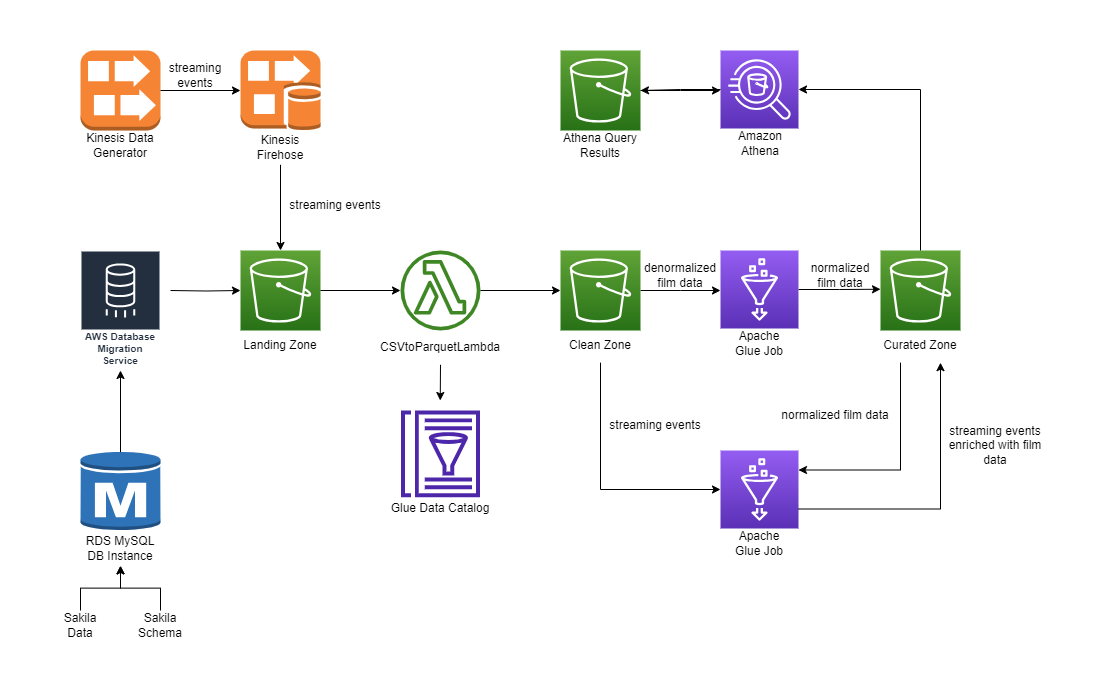 streaming
events
Kinesis Data
Generator
Kinesis
Firehose
Athena Query
Results
Amazon
Athena
streaming events
denormalized
film data
normalized
film data
AWS Database
Migration
Service
Landing Zone
CSVtoParquetLambda
Clean Zone
Apache
Glue Job
Curated Zone
streaming events
normalized film data
streaming events
enriched with film
data
M
Glue Data Catalog
RDS MySQL
DB Instance
Apache
Glue Job
Sakila
Data
Sakila
Schema